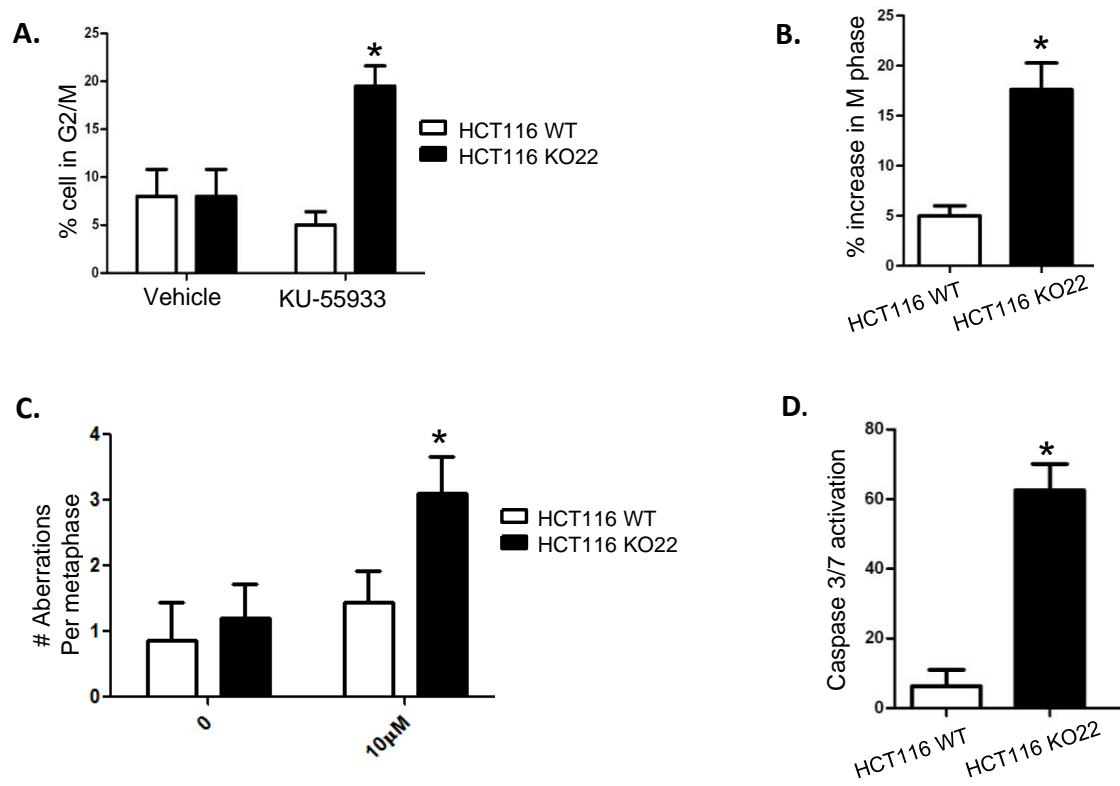 A.
% cell in G2/M
25
20
15
10
5
0
*
Vehicle
KU-55933
HCT116 WT
HCT116 KO22
B.
% increase in M phase
25
20
15
10
5
0
*
HCT116 WT
HCT116 KO22
C.
# Aberrations
Per metaphase
4
3
2
1
0
*
0
10µM
HCT116 WT
HCT116 KO22
D.
Caspase 3/7 activation
80
60
40
20
0
*
HCT116 WT
HCT116 KO22